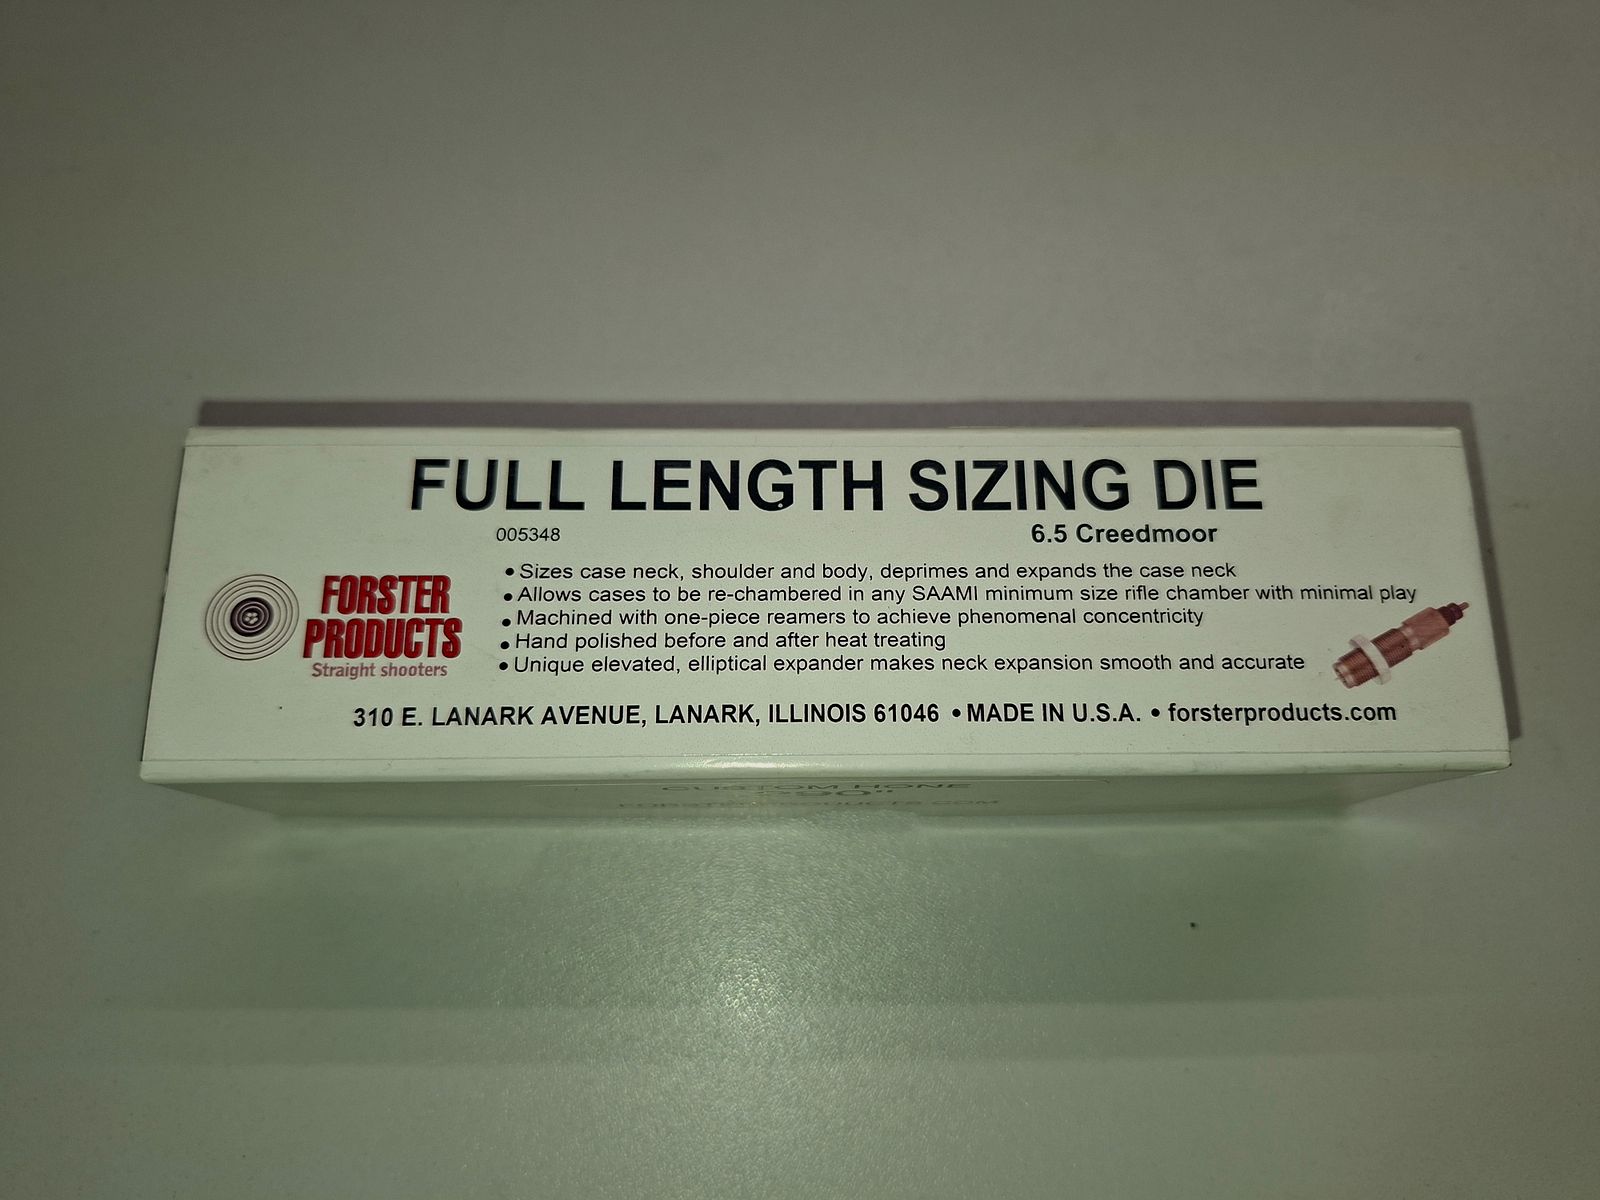 FULL LENGTH SIZING DIE
005348
6.5 Creedmoor
FORSTER
PRODUCTS
Straight shooters
• Sizes case neck, shoulder and body, deprimes and expands the case neck
• Allows cases to be re-chambered in any SAAMI minimum size rifle chamber with minimal play
• Machined with one-piece reamers to achieve phenomenal concentricity
• Hand polished before and after heat treating
• Unique elevated, elliptical expander makes neck expansion smooth and accurate
310 E. LANARK AVENUE, LANARK, ILLINOIS 61046 • MADE IN U.S.A. • forsterproducts.com
CUSTOM HONE